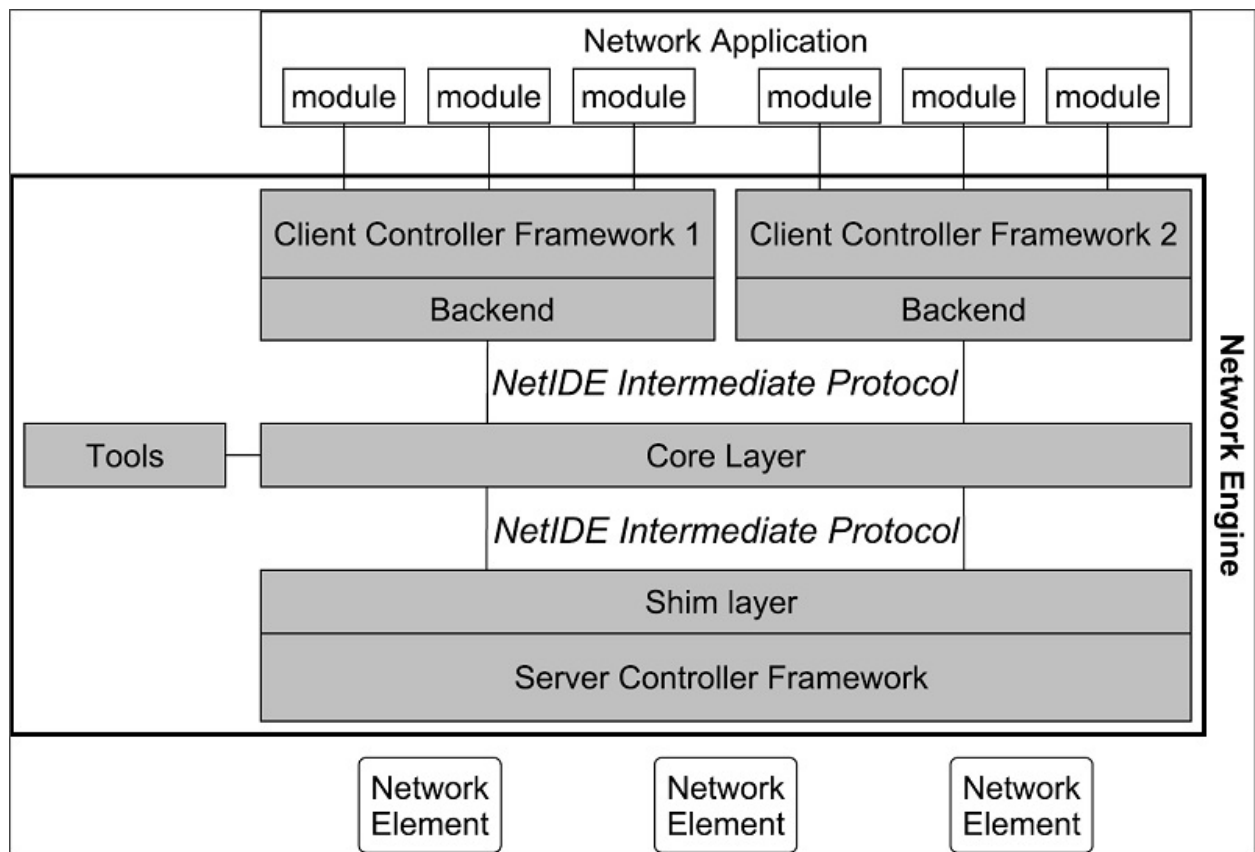 Network Application
module
module
module
module
module
module
Client Controller Framework 1
Client Controller Framework 2
Backend
Backend
NetIDE Intermediate Protocol
Tools
Core Layer
NetIDE Intermediate Protocol
Shim layer
Server Controller Framework
Network Engine
Network
Element
Network
Element
Network
Element